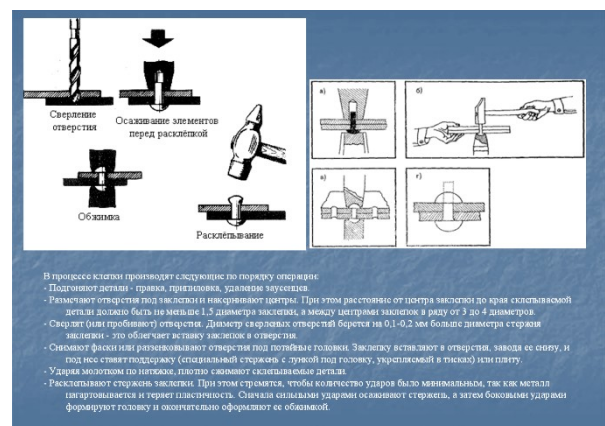 Сверление
отверстия
Осаживание элементов
перед расклёпкой
Обжимка
Расклёпывание
а)
б)
в)
г)
В процессе клепки производят следующие по порядку операции:
- Подгоняют детали - правка, припиловка, удаление заусенцев.
- Размечают отверстия под заклепки и накернивают центры. При этом расстояние от центра заклепки до края склепываемой
детали должно быть не меньше 1,5 диаметра заклепки, а между центрами заклепок в ряду от 3 до 4 диаметров.
- Сверлят (или пробивают) отверстия. Диаметр сверленых отверстий берется на 0,1-0,2 мм больше диаметра стержня
заклепки - это облегчает вставку заклепок в отверстия.
- Снимают фаски или раззенковывают отверстия под потайные головки. Заклепку вставляют в отверстия, заводя ее снизу, и
под нее ставят поддержку (специальный стержень с лункой под головку, укрепляемый в тисках) или плиту.
- Ударяя молотком по натяжке, плотно сжимают склепываемые детали.
- Расклепывают стержень заклепки. При этом стремятся, чтобы количество ударов было минимальным, так как металл
нагартовывается и теряет пластичность. Сначала сильными ударами осаживают стержень, а затем боковыми ударами
формируют головку и окончательно оформляют ее обжимкой.